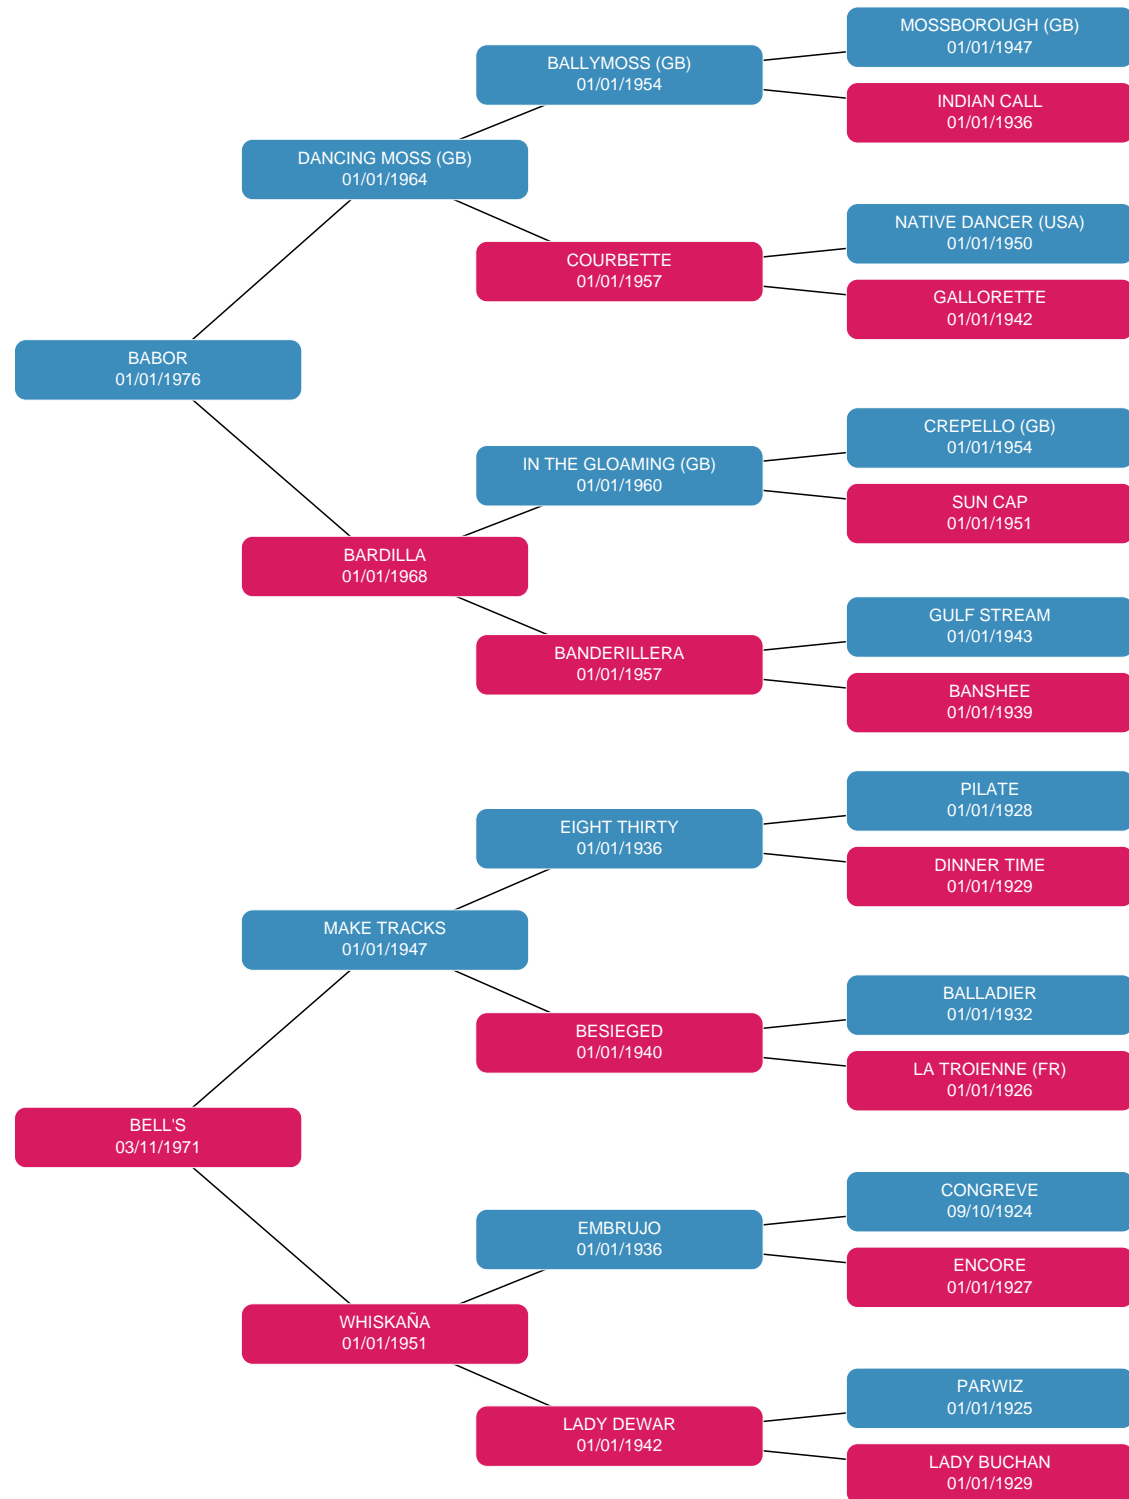 MOSSBOROUGH (GB)
01/01/1947
BALLYMOSS (GB)
01/01/1954
INDIAN CALL
01/01/1936
DANCING MOSS (GB)
01/01/1964
NATIVE DANCER (USA)
01/01/1950
COURBETTE
01/01/1957
GALLORETTE
01/01/1942
BABOR
01/01/1976
CREPELLO (GB)
01/01/1954
IN THE GLOAMING (GB)
01/01/1960
SUN CAP
01/01/1951
BARDILLA
01/01/1968
GULF STREAM
01/01/1943
BANDERILLERA
01/01/1957
BANSHEE
01/01/1939
PILATE
01/01/1928
EIGHT THIRTY
01/01/1936
DINNER TIME
01/01/1929
MAKE TRACKS
01/01/1947
BALLADIER
01/01/1932
BESIEGED
01/01/1940
LA TROIENNE (FR)
01/01/1926
BELL'S
03/11/1971
CONGREVE
09/10/1924
EMBRUJO
01/01/1936
ENCORE
01/01/1927
WHISKAÑA
01/01/1951
PARWIZ
01/01/1925
LADY DEWAR
01/01/1942
LADY BUCHAN
01/01/1929